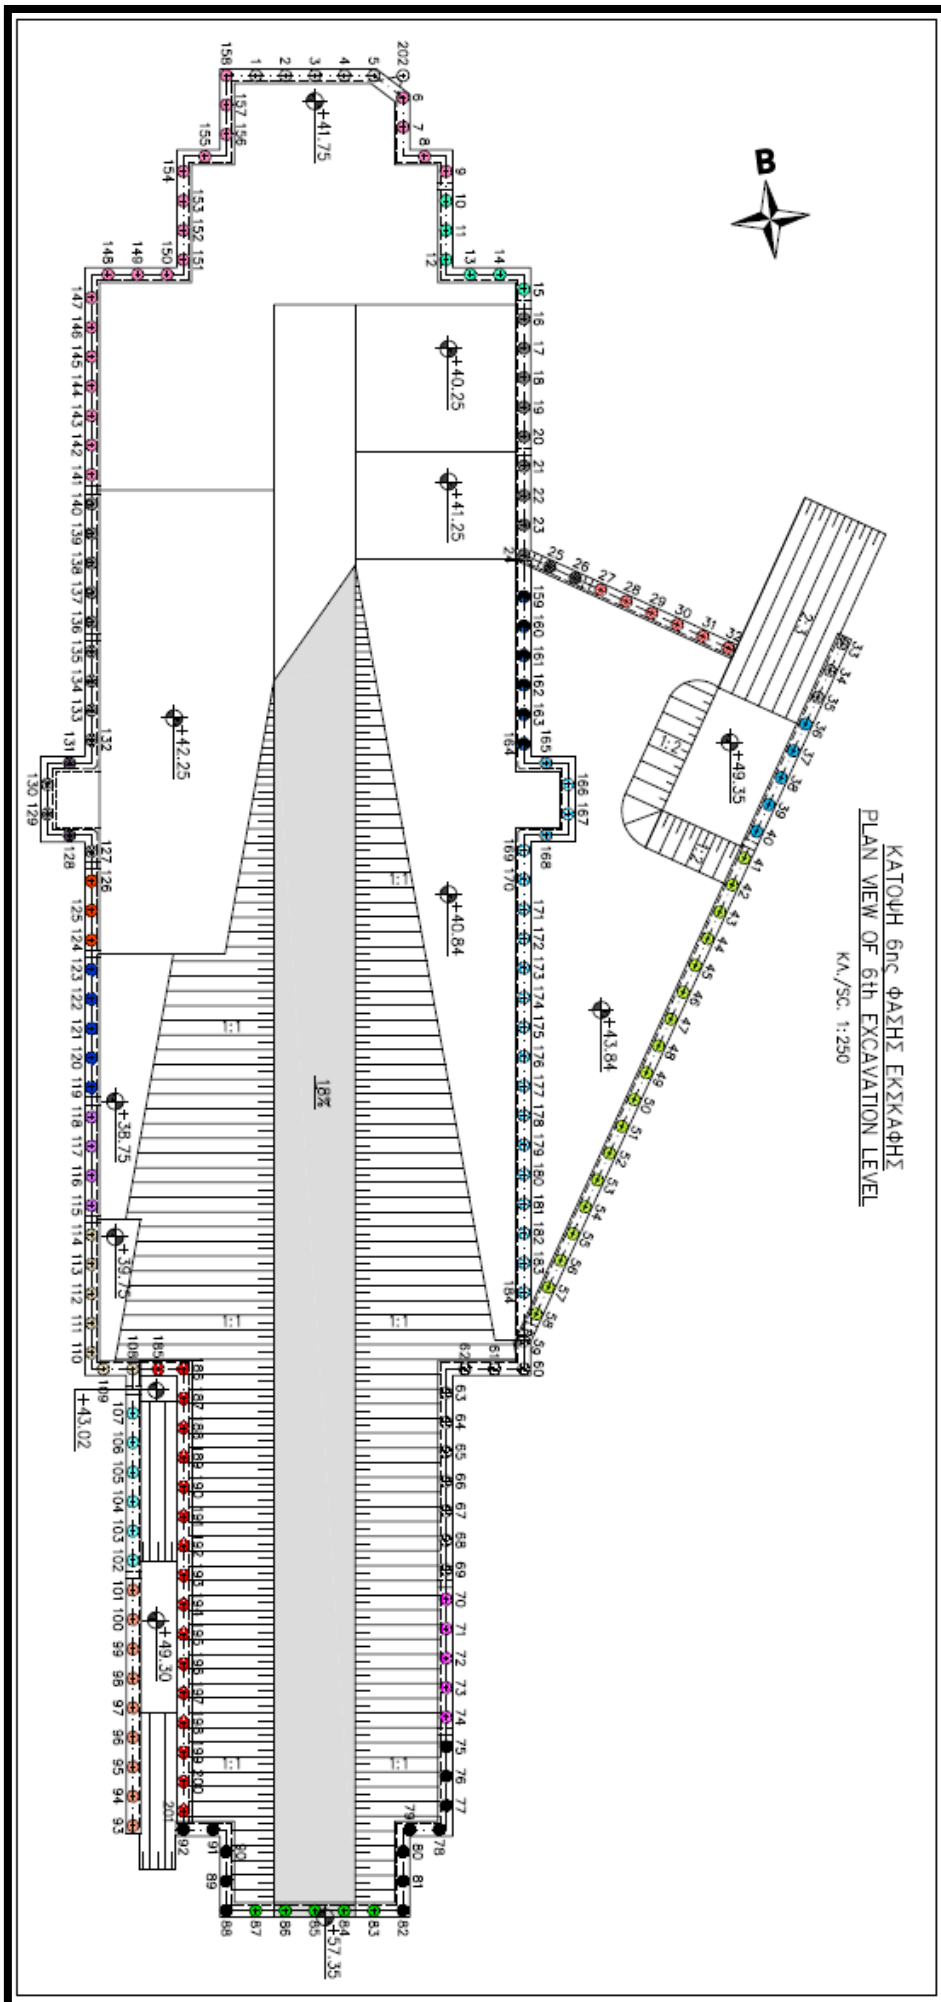 ΚΑΤΟΨΗ 6ης ΦΑΣΗΣ ΕΚΣΚΑΦΗΣ
PLAN VIEW OF 6th EXCAVATION LEVEL
ΚΛ./SC. 1:250
B
202
158 1 2 3 4 5 6 7 8 9 10 11 12 13 14 15
157 156 155 154 153 152 151 150 149 148
16 17 18 19 20 21 22 23 24 25 26 27 28 29 30 31 32
33 34 35 36 37 38 39 40 41 42 43 44 45 46 47 48 49 50 51 52 53 54 55 56 57 58 59 60
159 160 161 162 163 164 165 166 167 168 169 170 171 172 173 174 175 176 177 178 179 180 181 182 183 184
61 62 63 64 65 66 67 68 69 70 71 72 73 74 75 76 77 78 79 80 81 82
83 84 85 86 87 88 89 90 91 92
147 146 145 144 143 142 141 140 139 138 137 136 135 134 133 132 131 130 129 128 127 126 125 124 123 122 121 120 119 118 117 116 115 114 113 112 111 110 109 108
107 106 105 104 103 102 101 100 99 98 97 96 95 94 93
185 186 187 188 189 190 191 192 193 194 195 196 197 198 199 200 201
+41.75
+40.25
+41.25
+42.25
+49.35
+40.84
+43.84
+38.75
+39.75
+43.02
+49.30
+57.35
18%
2:3
1:2
1:2
1:1
1:1
1:1
1:1
1:1
1:1